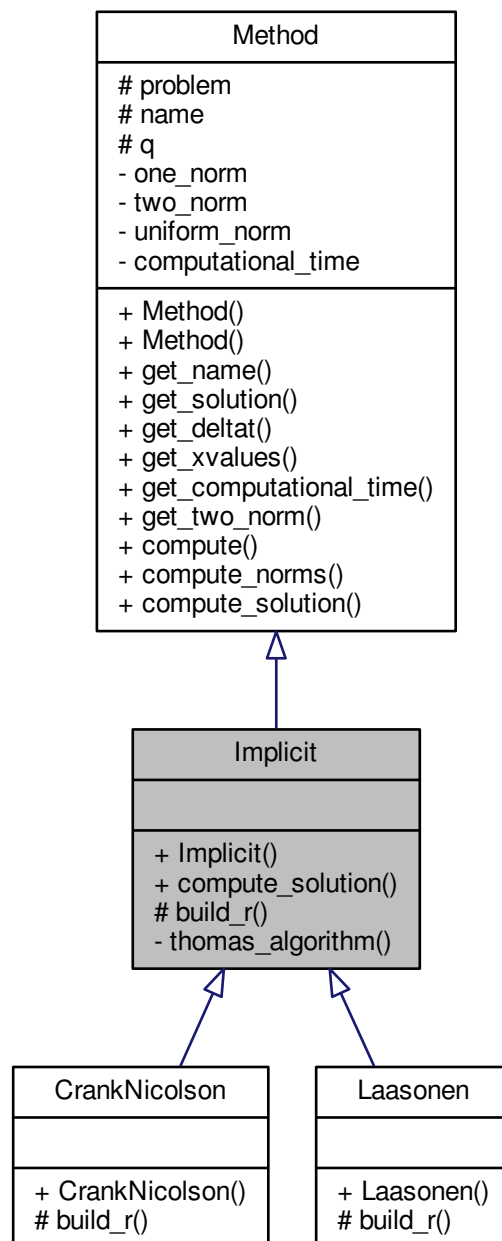 Method
# problem
# name
# q
- one_norm
- two_norm
- uniform_norm
- computational_time
+ Method()
+ Method()
+ get_name()
+ get_solution()
+ get_deltat()
+ get_xvalues()
+ get_computational_time()
+ get_two_norm()
+ compute()
+ compute_norms()
+ compute_solution()
Implicit
+ Implicit()
+ compute_solution()
# build_r()
- thomas_algorithm()
CrankNicolson
+ CrankNicolson()
# build_r()
Laasonen
+ Laasonen()
# build_r()